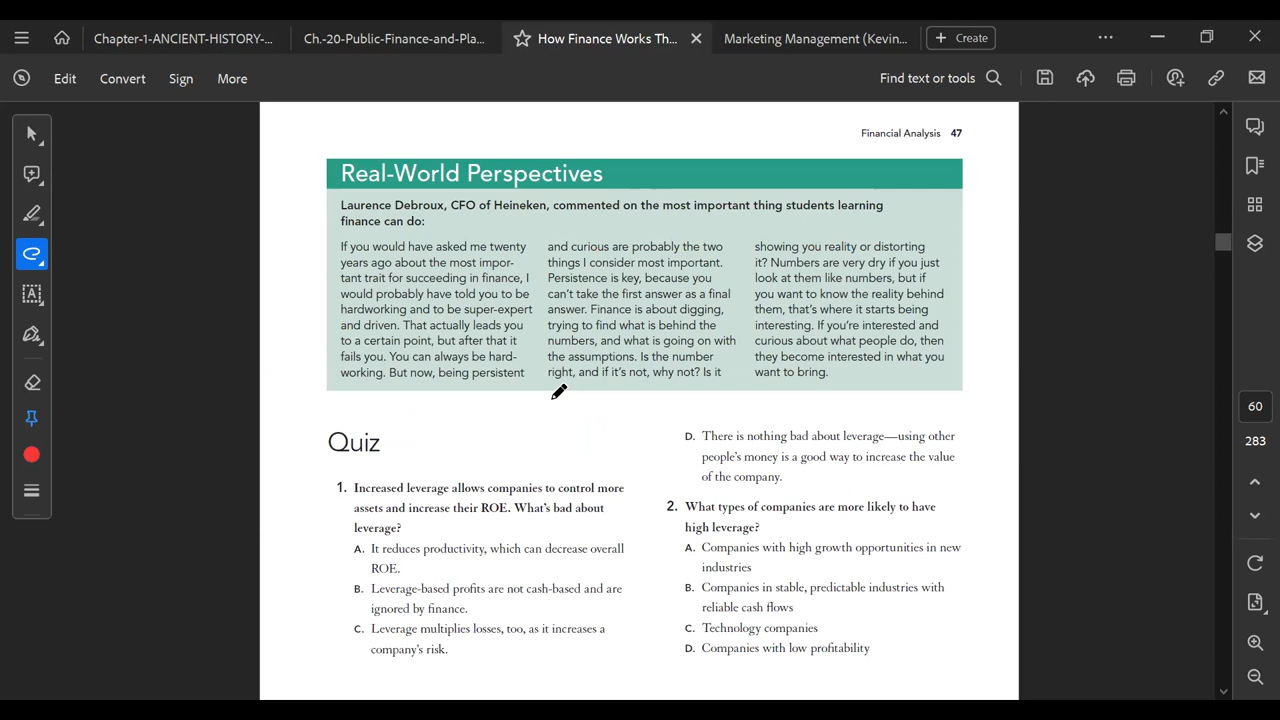 Chapter-1-ANCIENT-HISTORY-...
Ch.-20-Public-Finance-and-Pla...
How Finance Works Th...
Marketing Management (Kevin...
Create
Edit
Convert
Sign
More
Find text or tools
Financial Analysis 47
Real-World Perspectives
Laurence Debroux, CFO of Heineken, commented on the most important thing students learning
finance can do:
If you would have asked me twenty
years ago about the most impor-
tant trait for succeeding in finance, I
would probably have told you to be
hardworking and to be super-expert
and driven. That actually leads you
to a certain point, but after that it
fails you. You can always be hard-
working. But now, being persistent
and curious are probably the two
things I consider most important.
Persistence is key, because you
can't take the first answer as a final
answer. Finance is about digging,
trying to find what is behind the
numbers, and what is going on with
the assumptions. Is the number
right, and if it's not, why not? Is it
showing you reality or distorting
it? Numbers are very dry if you just
look at them like numbers, but if
you want to know the reality behind
them, that's where it starts being
interesting. If you're interested and
curious about what people do, then
they become interested in what you
want to bring.
Quiz
1. Increased leverage allows companies to control more
assets and increase their ROE. What's bad about
leverage?
A. It reduces productivity, which can decrease overall
ROE.
B. Leverage-based profits are not cash-based and are
ignored by finance.
C. Leverage multiplies losses, too, as it increases a
company's risk.
D. There is nothing bad about leverage—using other
people's money is a good way to increase the value
of the company.
2. What types of companies are more likely to have
high leverage?
A. Companies with high growth opportunities in new
industries
B. Companies in stable, predictable industries with
reliable cash flows
C. Technology companies
D. Companies with low profitability
60
283